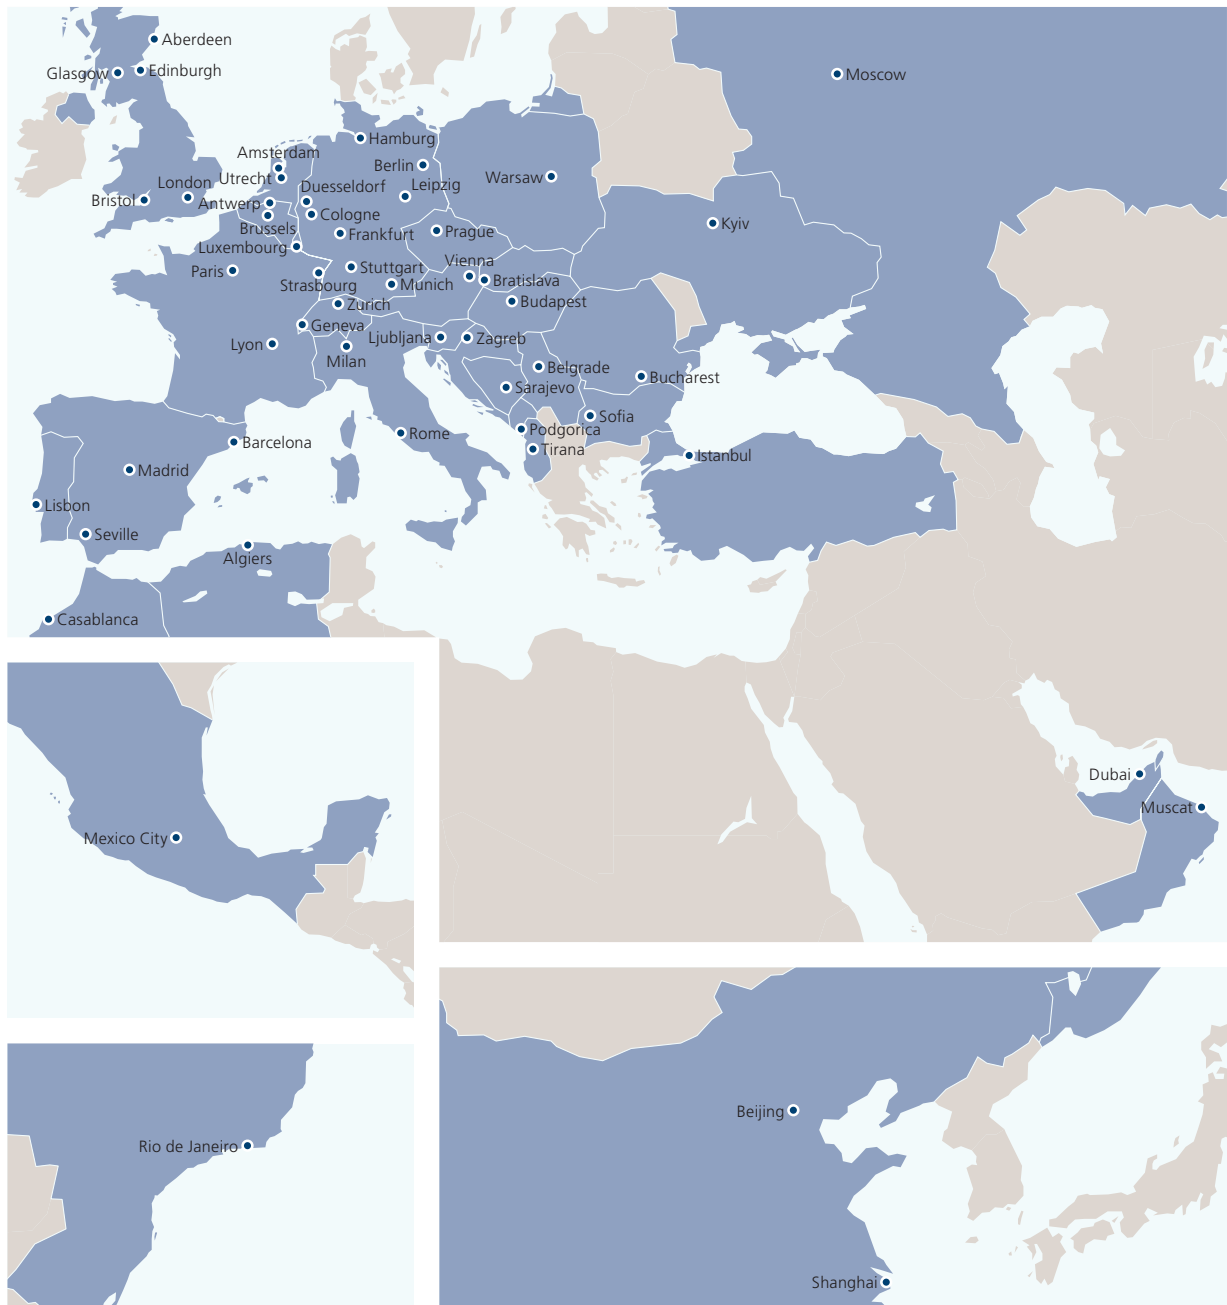 Aberdeen
Glasgow
Edinburgh
Moscow
Hamburg
Amsterdam
Berlin
Utrecht
Warsaw
London
Duesseldorf
Leipzig
Bristol
Antwerp
Cologne
Brussels
Kyiv
Frankfurt
Prague
Luxembourg
Vienna
Paris
Stuttgart
Strasbourg
Munich
Bratislava
Budapest
Zurich
Geneva
Ljubljana
Zagreb
Lyon
Milan
Belgrade
Bucharest
Sarajevo
Sofia
Podgorica
Rome
Barcelona
Tirana
Istanbul
Madrid
Lisbon
Seville
Algiers
Casablanca
Dubai
Muscat
Mexico City
Beijing
Rio de Janeiro
Shanghai